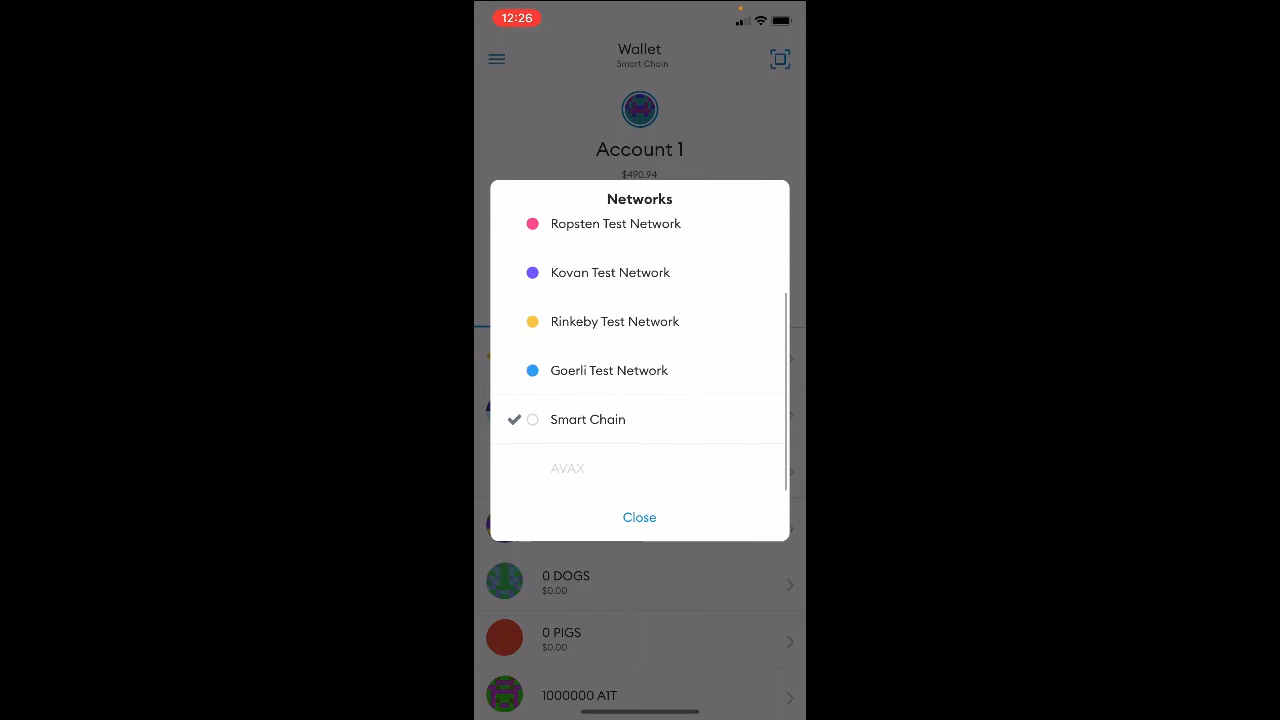 12:26
Wallet
Smart Chain
Account 1
$490.94
Networks
Ropsten Test Network
Kovan Test Network
Rinkeby Test Network
Goerli Test Network
Smart Chain
AVAX
Close
0 DOGS
$0.00
0 PIGS
$0.00
1000000 A1T